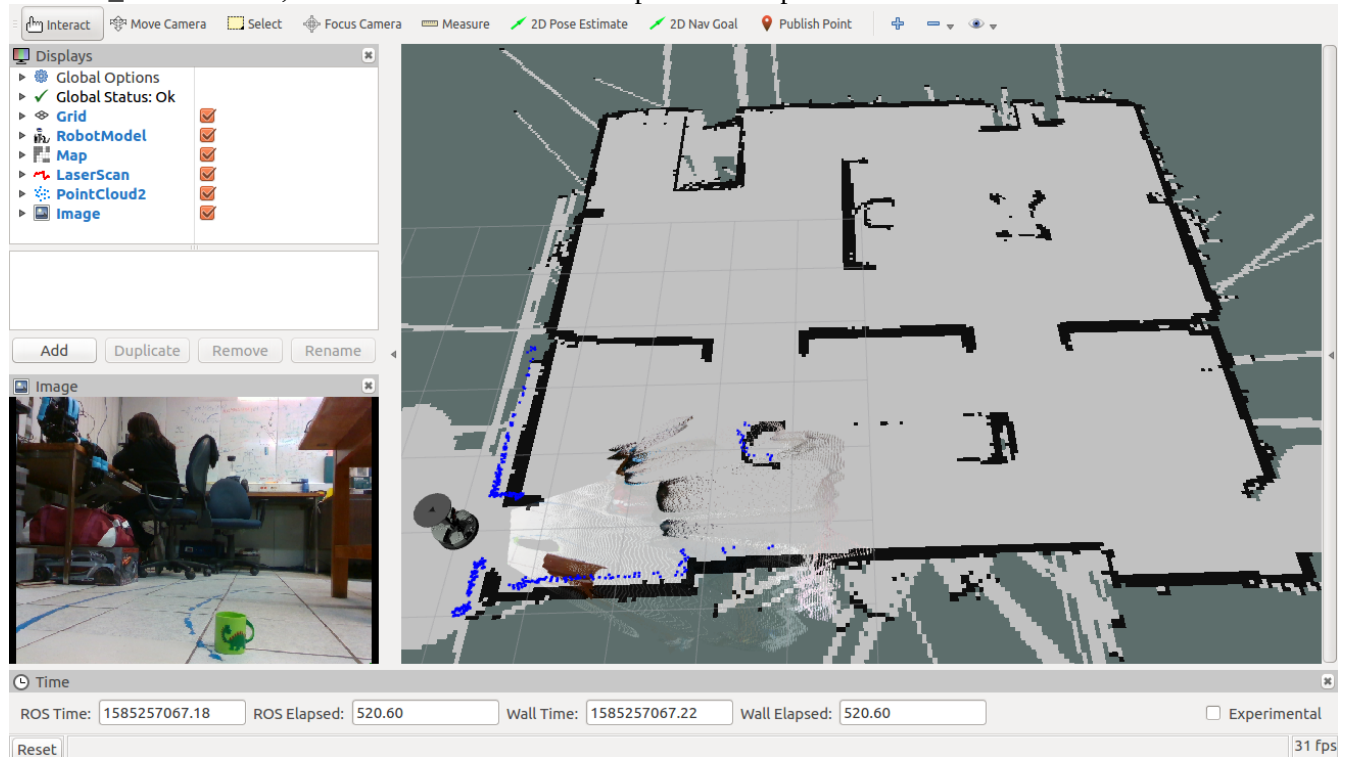 Interact Move Camera Select Focus Camera Measure 2D Pose Estimate 2D Nav Goal Publish Point
Displays
Global Options
Global Status: Ok
Grid
RobotModel
Map
LaserScan
PointCloud2
Image
Add Duplicate Remove Rename
Image
Time
ROS Time: 1585257067.18 ROS Elapsed: 520.60 Wall Time: 1585257067.22 Wall Elapsed: 520.60 Experimental
Reset 31 fps